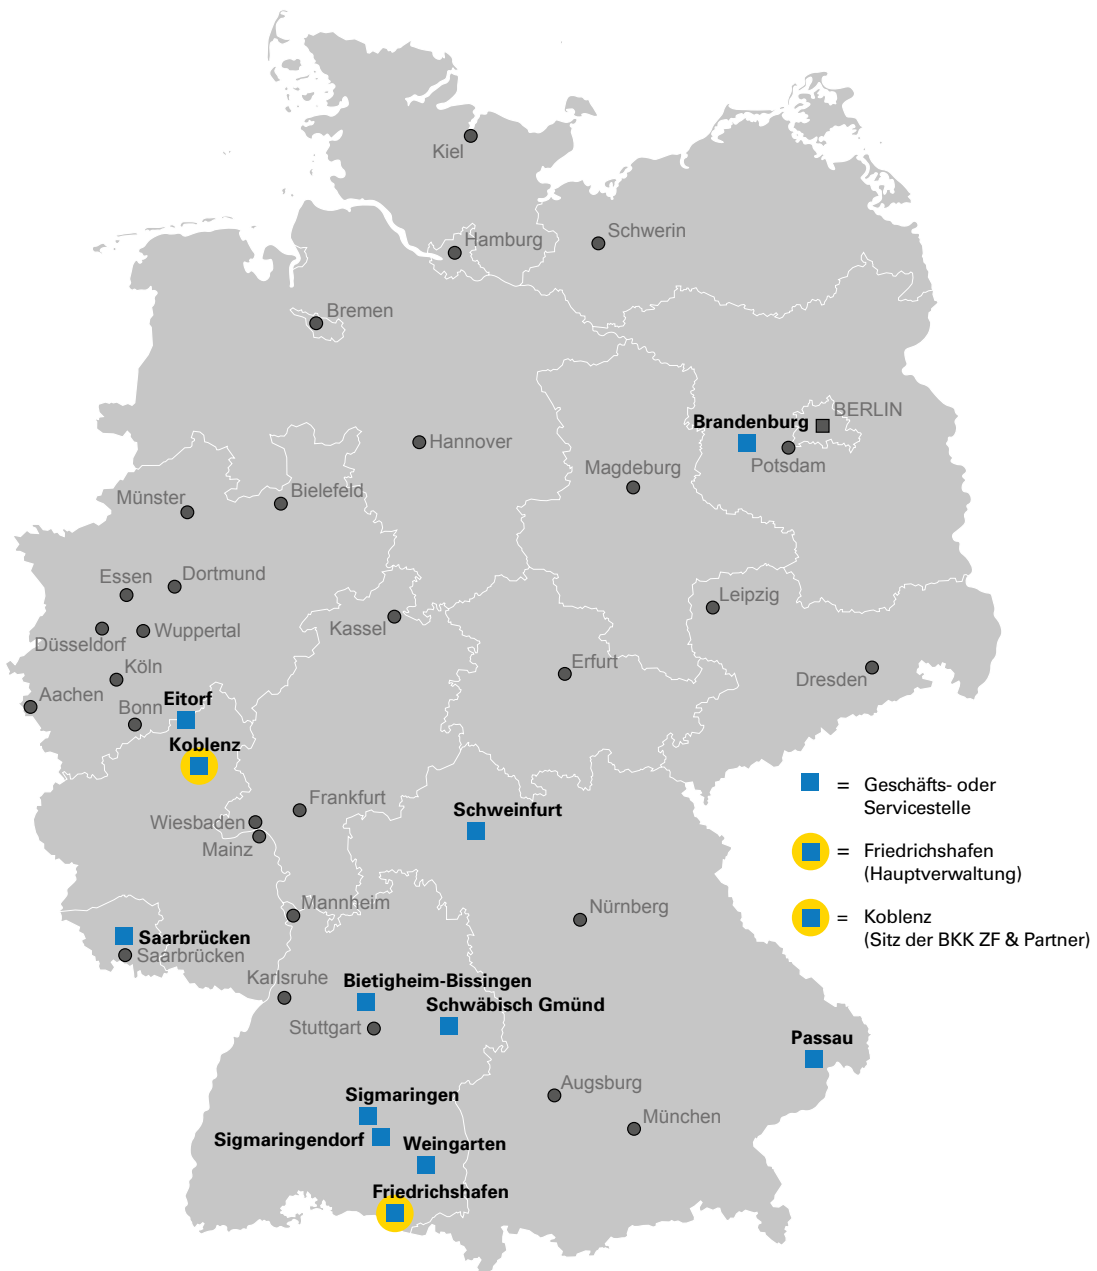 Kiel
Schwerin
Hamburg
Bremen
BERLIN
Brandenburg
Hannover
Potsdam
Magdeburg
Bielefeld
Münster
Dortmund
Essen
Leipzig
Kassel
Wuppertal
Düsseldorf
Erfurt
Köln
Dresden
Aachen
Eitorf
Bonn
Koblenz
= Geschäfts- oder
Servicestelle
Frankfurt
Schweinfurt
Wiesbaden
Mainz
= Friedrichshafen
(Hauptverwaltung)
Mannheim
Nürnberg
= Koblenz
(Sitz der BKK ZF & Partner)
Saarbrücken
Saarbrücken
Karlsruhe
Bietigheim-Bissingen
Schwäbisch Gmünd
Stuttgart
Passau
Augsburg
Sigmaringen
München
Sigmaringendorf
Weingarten
Friedrichshafen